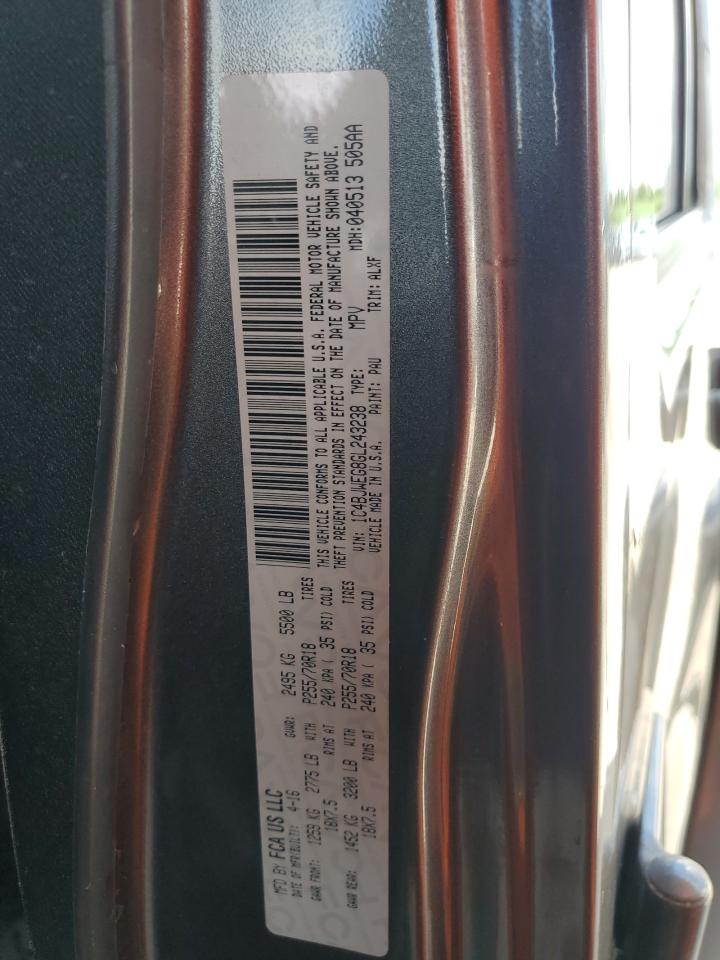 MFD BY FCA US LLC
DATE OF MFR(BUILT): 4-16 GVWR: 2495 KG 5500 LB
GAWR FRONT: 1259 KG 2775 LB WITH P255/70R18 TIRES
18X7.5 RIMS AT 240 KPA ( 35 PSI) COLD
GAWR REAR: 1452 KG 3200 LB WITH P255/70R18 TIRES
18X7.5 RIMS AT 240 KPA ( 35 PSI) COLD
THIS VEHICLE CONFORMS TO ALL APPLICABLE U.S.A. FEDERAL MOTOR VEHICLE SAFETY AND
THEFT PREVENTION STANDARDS IN EFFECT ON THE DATE OF MANUFACTURE SHOWN ABOVE.
VIN: 1C4BJWEG8GL243238 TYPE: MPV MDH:040513 505AA
VEHICLE MADE IN U.S.A. PAINT: PAU TRIM: ALXF